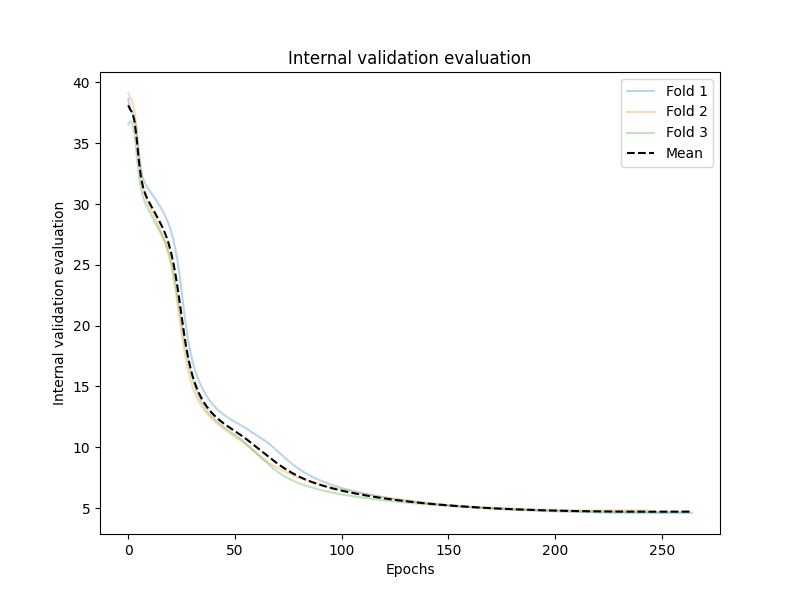 Internal validation evaluation
40
35
30
25
20
15
10
5
Internal validation evaluation
Fold 1
Fold 2
Fold 3
Mean
0 50 100 150 200 250
Epochs